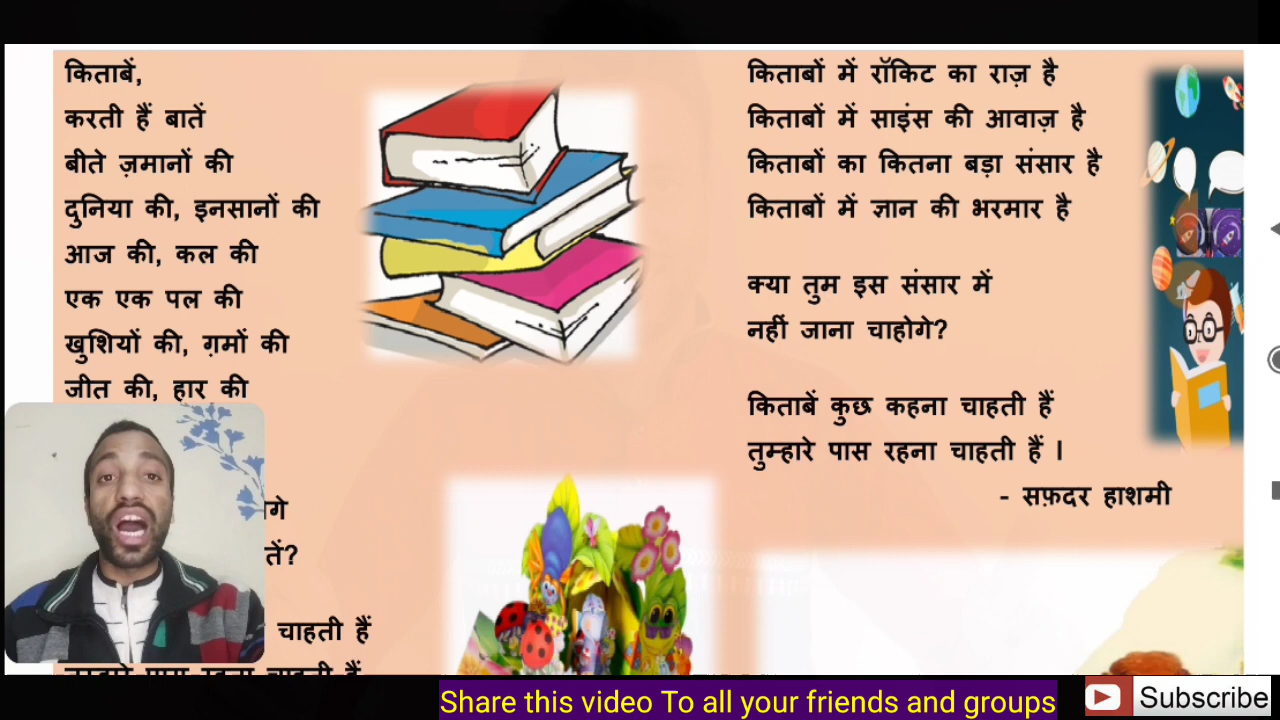 किताबें,
करती हैं बातें
बीते ज़मानों की
दुनिया की, इनसानों की
आज की, कल की
एक एक पल की
खुशियों की, ग़मों की
जीत की, हार की
चाहती हैं
किताबों में रॉकिट का राज़ है
किताबों में साइंस की आवाज़ है
किताबों का कितना बड़ा संसार है
किताबों में ज्ञान की भरमार है
क्या तुम इस संसार में
नहीं जाना चाहोगे?
किताबें कुछ कहना चाहती हैं
तुम्हारे पास रहना चाहती हैं ।
- सफ़दर हाशमी
Share this video To all your friends and groups
Subscribe